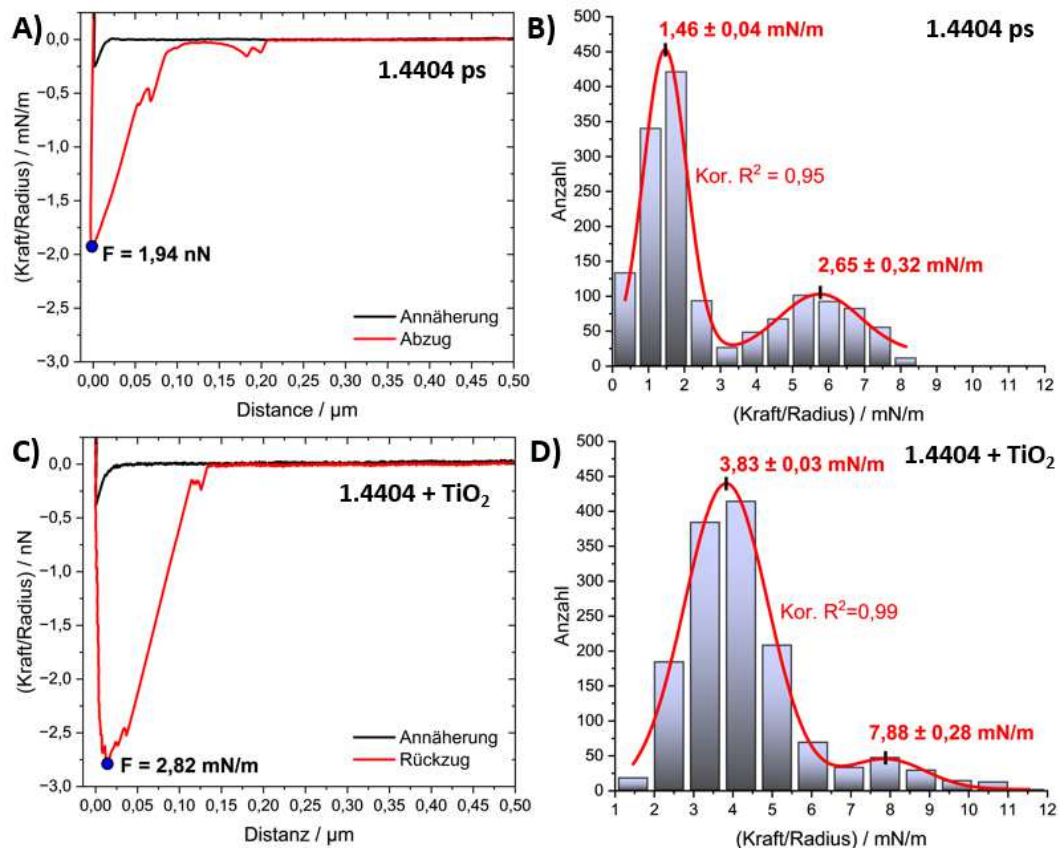 A)
1.4404 ps
(Kraft/Radius) / mN/m
0,0
−0,5
−1,0
−1,5
−2,0
−2,5
−3,0
F = 1,94 nN
Annäherung
Abzug
0,00 0,05 0,10 0,15 0,20 0,25 0,30 0,35 0,40 0,45 0,50
Distance / µm
B)
1,46 ± 0,04 mN/m
1.4404 ps
Anzahl
500
450
400
350
300
250
200
150
100
50
0
Kor. R² = 0,95
2,65 ± 0,32 mN/m
0 1 2 3 4 5 6 7 8 9 10 11 12
(Kraft/Radius) / mN/m
C)
1.4404 + TiO₂
(Kraft/Radius) / nN
0,0
−0,5
−1,0
−1,5
−2,0
−2,5
−3,0
F = 2,82 mN/m
Annäherung
Rückzug
0,00 0,05 0,10 0,15 0,20 0,25 0,30 0,35 0,40 0,45 0,50
Distanz / µm
D)
3,83 ± 0,03 mN/m
1.4404 + TiO₂
Anzahl
500
450
400
350
300
250
200
150
100
50
0
Kor. R²=0,99
7,88 ± 0,28 mN/m
1 2 3 4 5 6 7 8 9 10 11 12
(Kraft/Radius) / mN/m